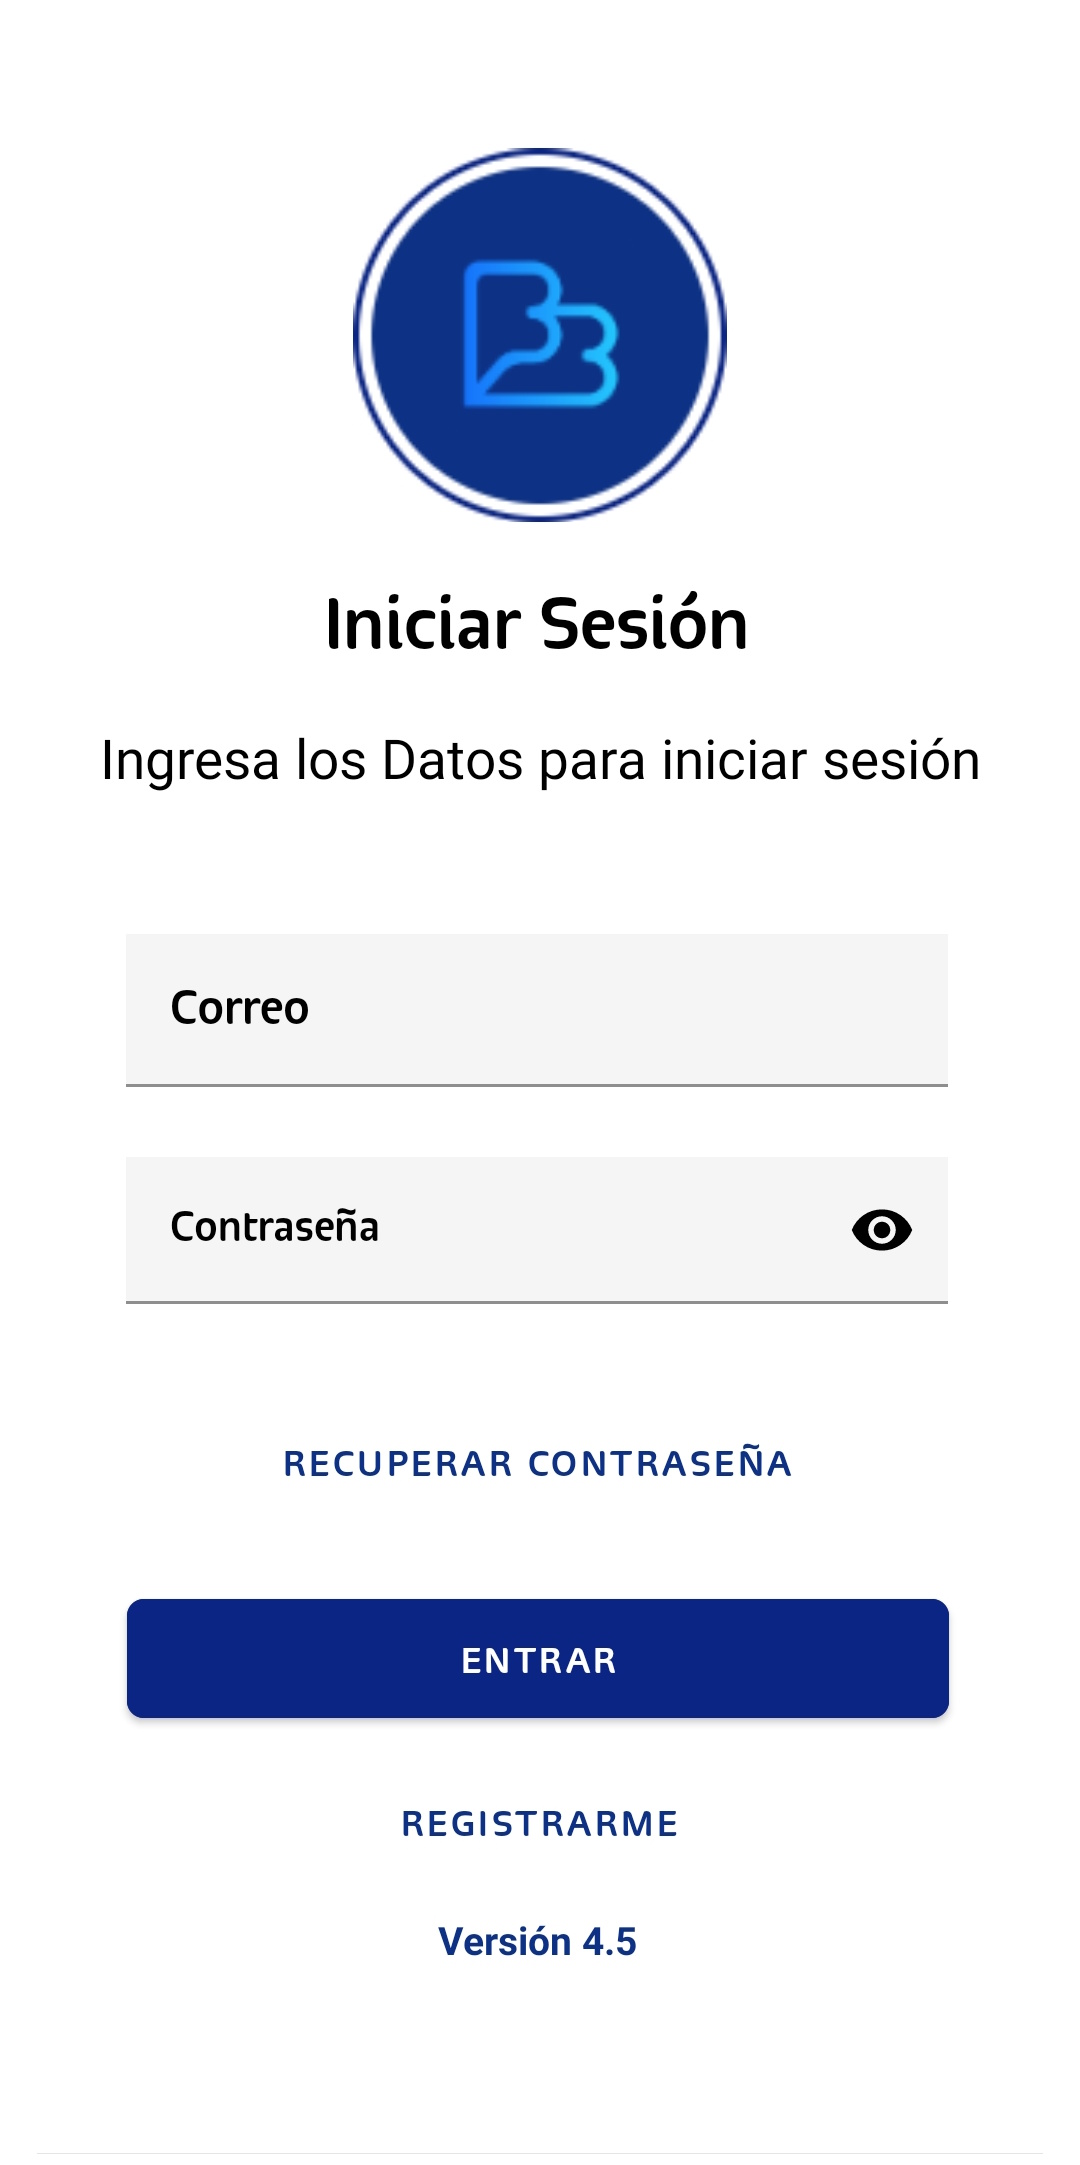 Iniciar Sesión
Ingresa los Datos para iniciar sesión
Correo
Contraseña
RECUPERAR CONTRASEÑA
ENTRAR
REGISTRARME
Versión 4.5